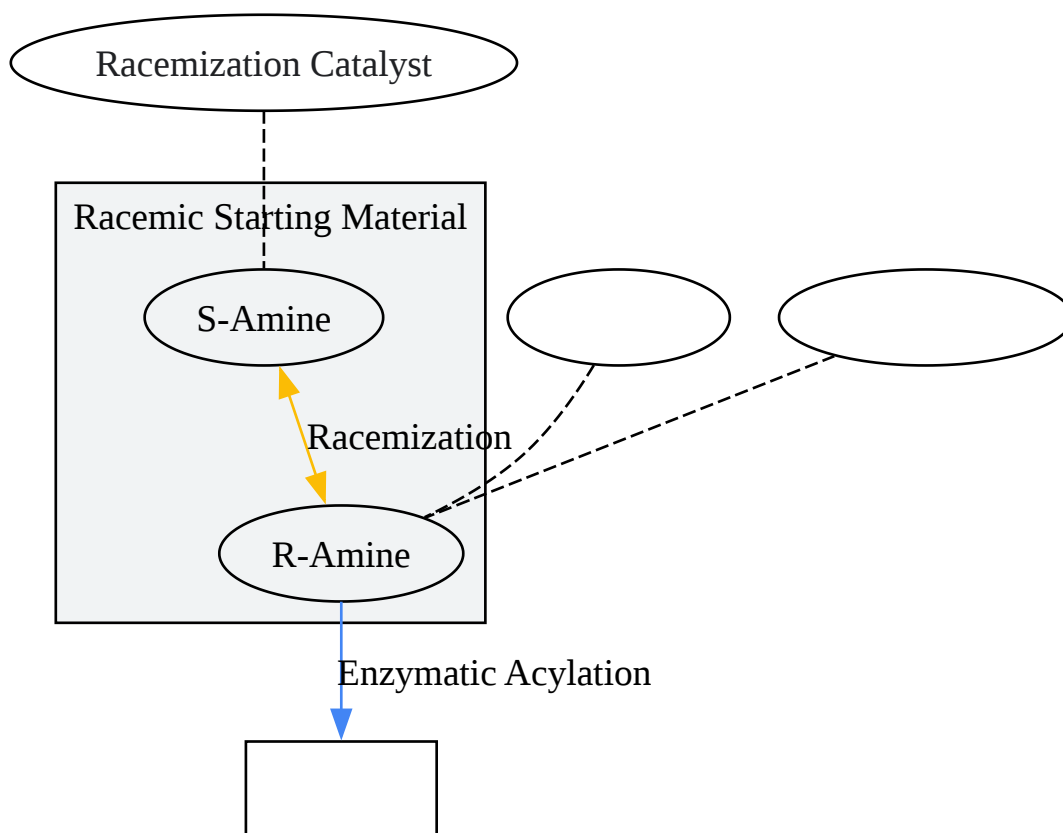 Racemization Catalyst
Racemic Starting Material
S-Amine
Racemization
R-Amine
Enzymatic Acylation